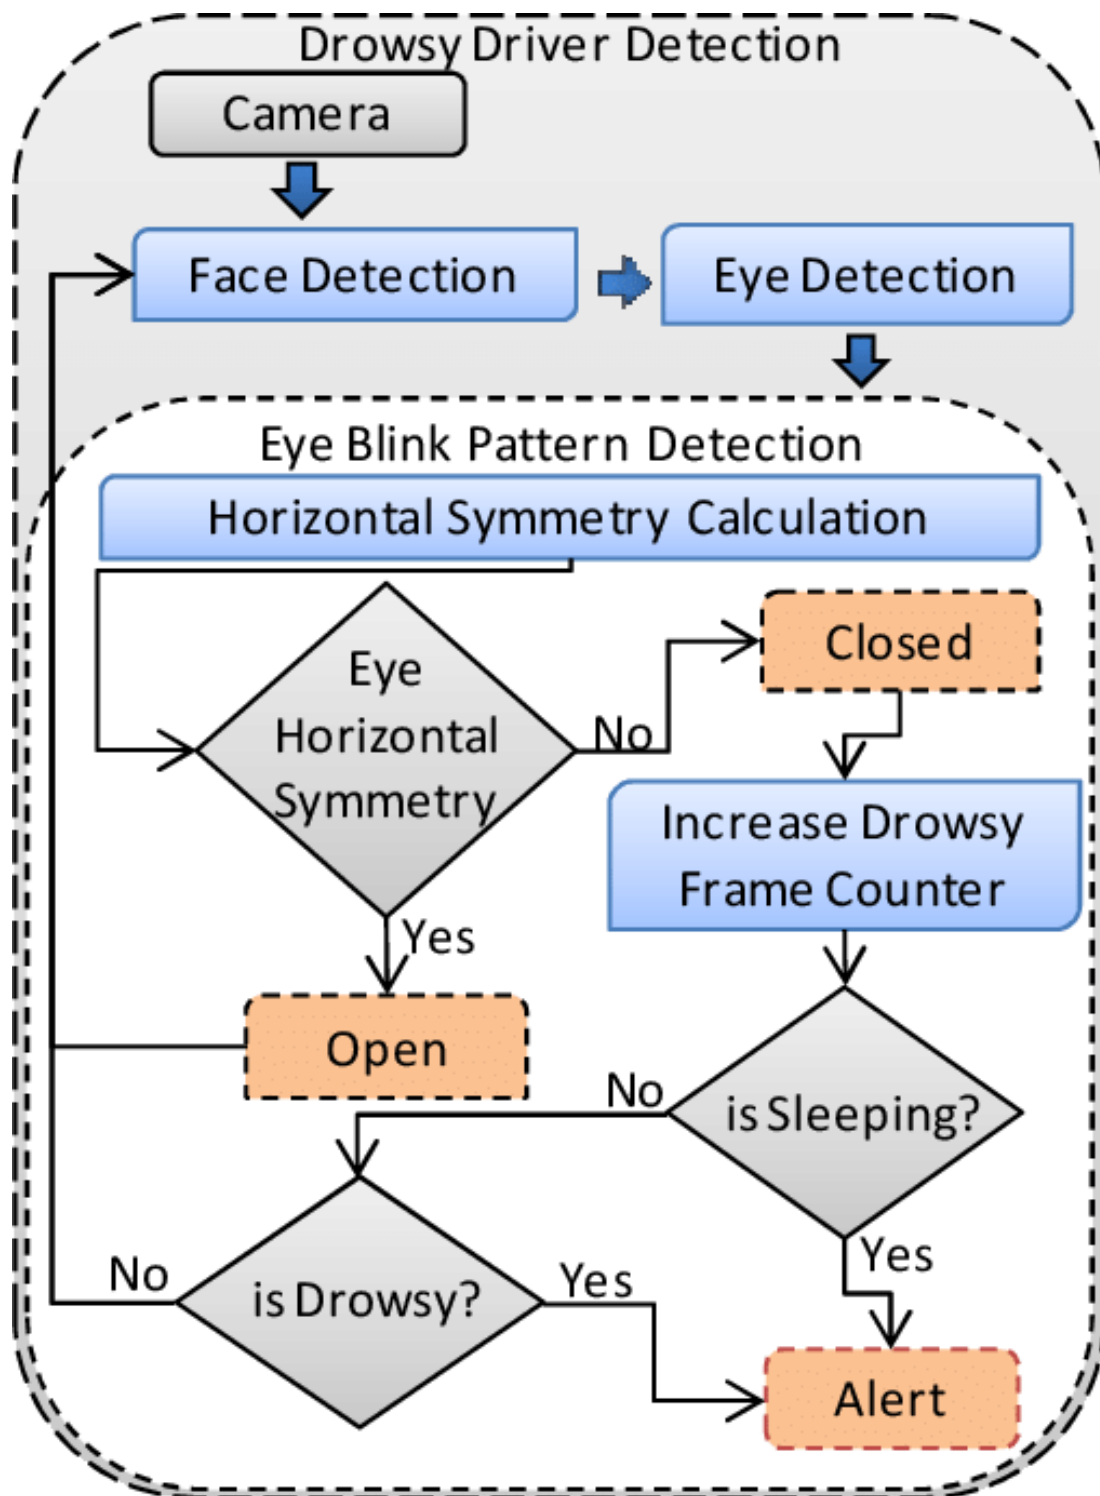 Drowsy Driver Detection
Camera
Face Detection
Eye Detection
Eye Blink Pattern Detection
Horizontal Symmetry Calculation
Eye
Horizontal
Symmetry
No
Closed
Increase Drowsy
Frame Counter
Yes
Open
No
is Sleeping?
No
is Drowsy?
Yes
Yes
Alert